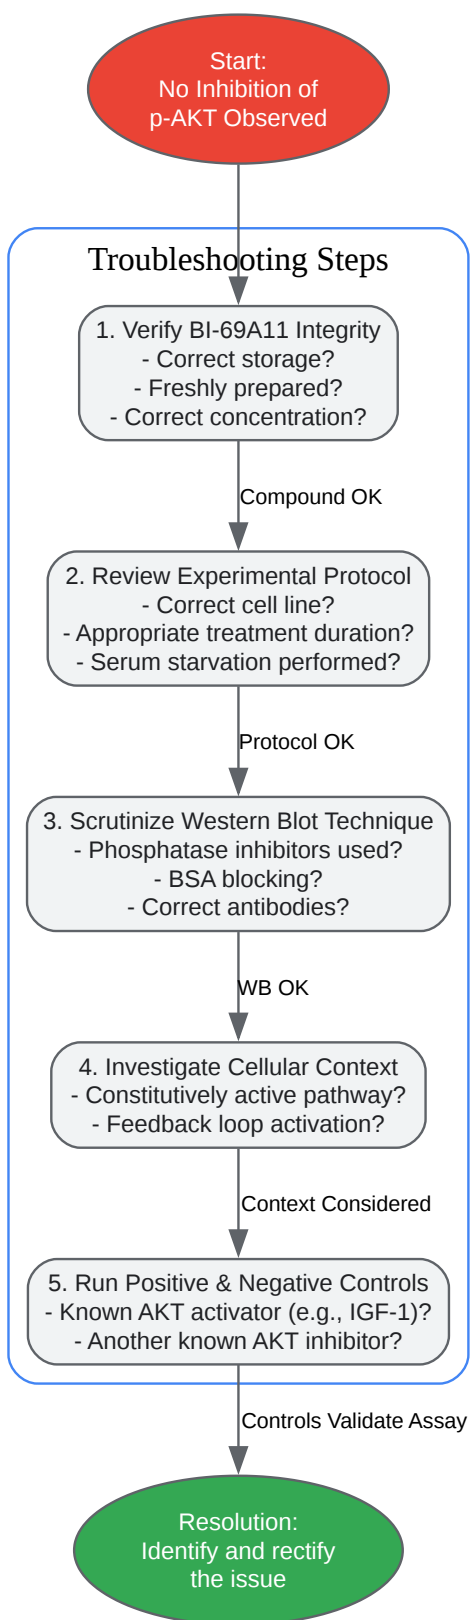 Start:
No Inhibition of
p-AKT Observed
Troubleshooting Steps
1. Verify BI-69A11 Integrity
- Correct storage?
- Freshly prepared?
- Correct concentration?
Compound OK
2. Review Experimental Protocol
- Correct cell line?
- Appropriate treatment duration?
- Serum starvation performed?
Protocol OK
3. Scrutinize Western Blot Technique
- Phosphatase inhibitors used?
- BSA blocking?
- Correct antibodies?
WB OK
4. Investigate Cellular Context
- Constitutively active pathway?
- Feedback loop activation?
Context Considered
5. Run Positive & Negative Controls
- Known AKT activator (e.g., IGF-1)?
- Another known AKT inhibitor?
Controls Validate Assay
Resolution:
Identify and rectify
the issue